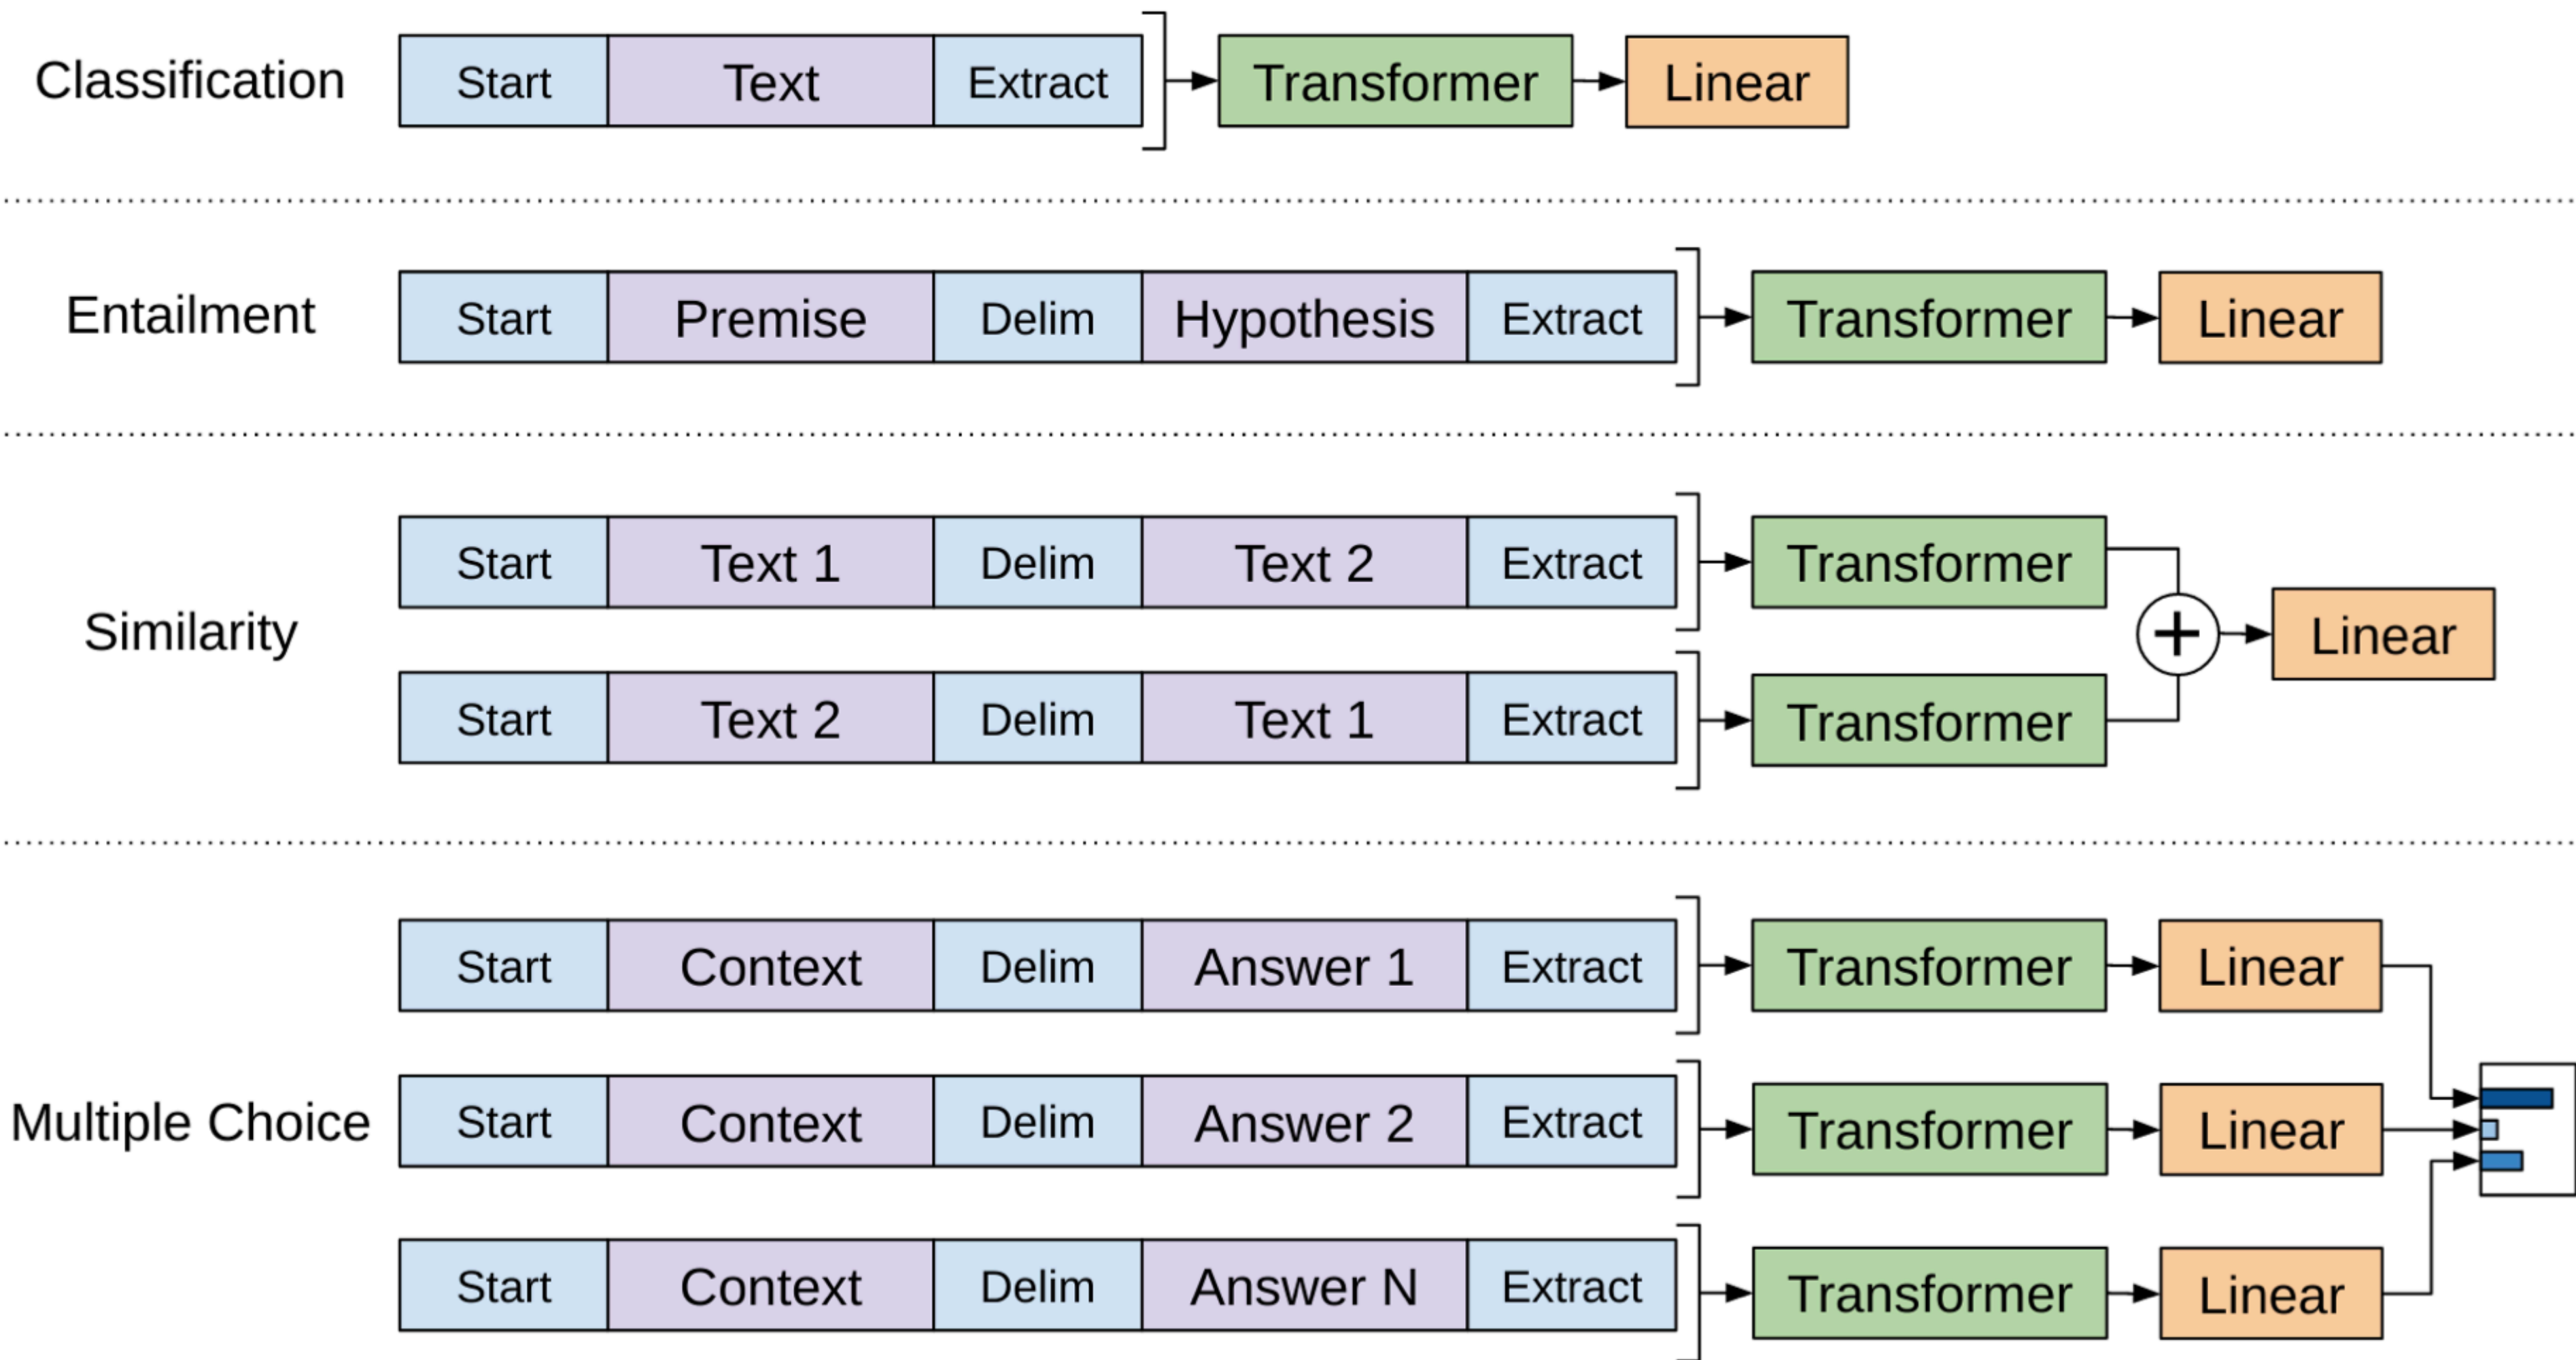 Classification Start Text Extract Transformer Linear
Entailment Start Premise Delim Hypothesis Extract Transformer Linear
Start Text 1 Delim Text 2 Extract Transformer
Similarity + Linear
Start Text 2 Delim Text 1 Extract Transformer
Start Context Delim Answer 1 Extract Transformer Linear
Multiple Choice Start Context Delim Answer 2 Extract Transformer Linear
Start Context Delim Answer N Extract Transformer Linear